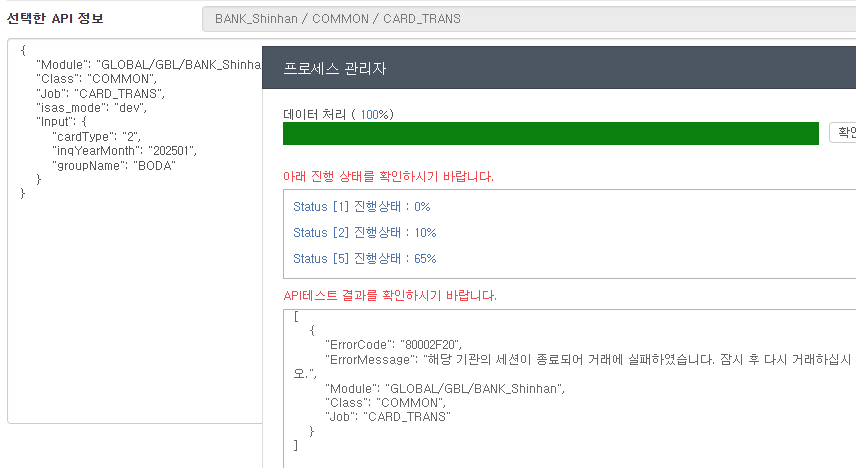 선택한 API 정보
BANK_Shinhan / COMMON / CARD_TRANS
{
"Module": "GLOBAL/GBL/BANK_Shinha
"Class": "COMMON",
"Job": "CARD_TRANS",
"isas_mode": "dev",
"Input": {
"cardType": "2",
"inqYearMonth": "202501",
"groupName": "BODA"
}
}
프로세스 관리자
데이터 처리 ( 100%)
확인
아래 진행 상태를 확인하시기 바랍니다.
Status [1] 진행상태 : 0%
Status [2] 진행상태 : 10%
Status [5] 진행상태 : 65%
API테스트 결과를 확인하시기 바랍니다.
[
{
"ErrorCode": "80002F20",
"ErrorMessage": "해당 기관의 세션이 종료되어 거래에 실패하였습니다. 잠시 후 다시 거래하십시
오.",
"Module": "GLOBAL/GBL/BANK_Shinhan",
"Class": "COMMON",
"Job": "CARD_TRANS"
}
]